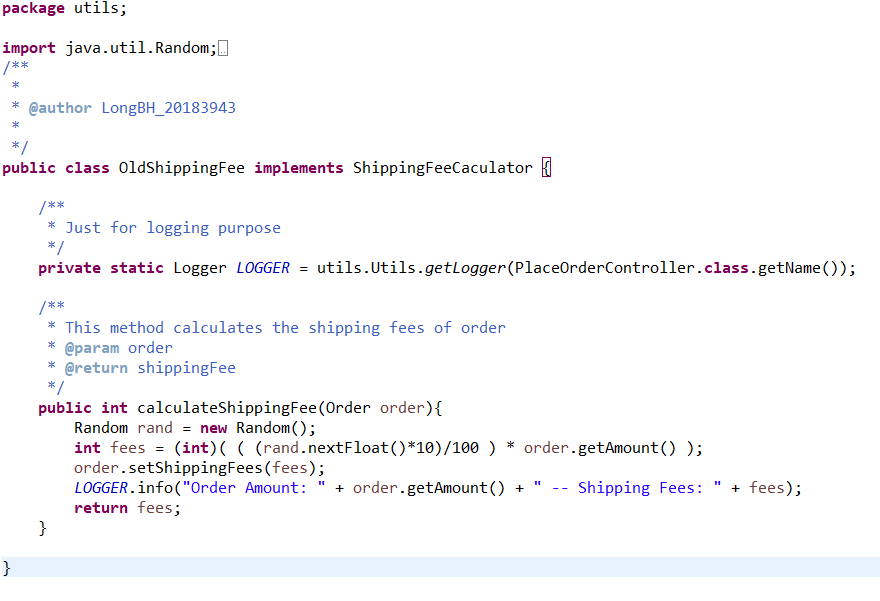 package utils;
import java.util.Random;
/**
 *
 * @author LongBH_20183943
 *
 */
public class OldShippingFee implements ShippingFeeCaculator {
    /**
     * Just for logging purpose
     */
    private static Logger LOGGER = utils.Utils.getLogger(PlaceOrderController.class.getName());
    /**
     * This method calculates the shipping fees of order
     * @param order
     * @return shippingFee
     */
    public int calculateShippingFee(Order order){
        Random rand = new Random();
        int fees = (int)( ( (rand.nextFloat()*10)/100 ) * order.getAmount() );
        order.setShippingFees(fees);
        LOGGER.info("Order Amount: " + order.getAmount() + " -- Shipping Fees: " + fees);
        return fees;
    }
}